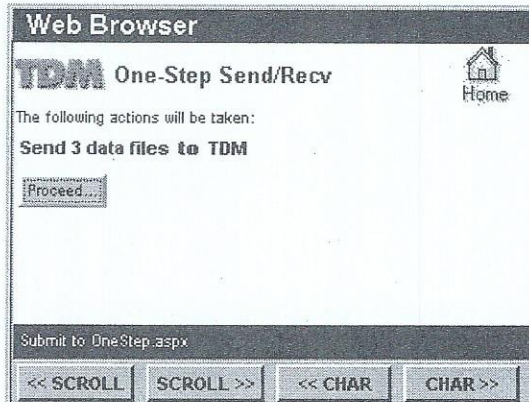 Web Browser
TDM One-Step Send/Recv
Home
The following actions will be taken:
Send 3 data files to TDM
Proceed...
Submit to OneStep.aspx
<< SCROLL SCROLL >> << CHAR CHAR >>